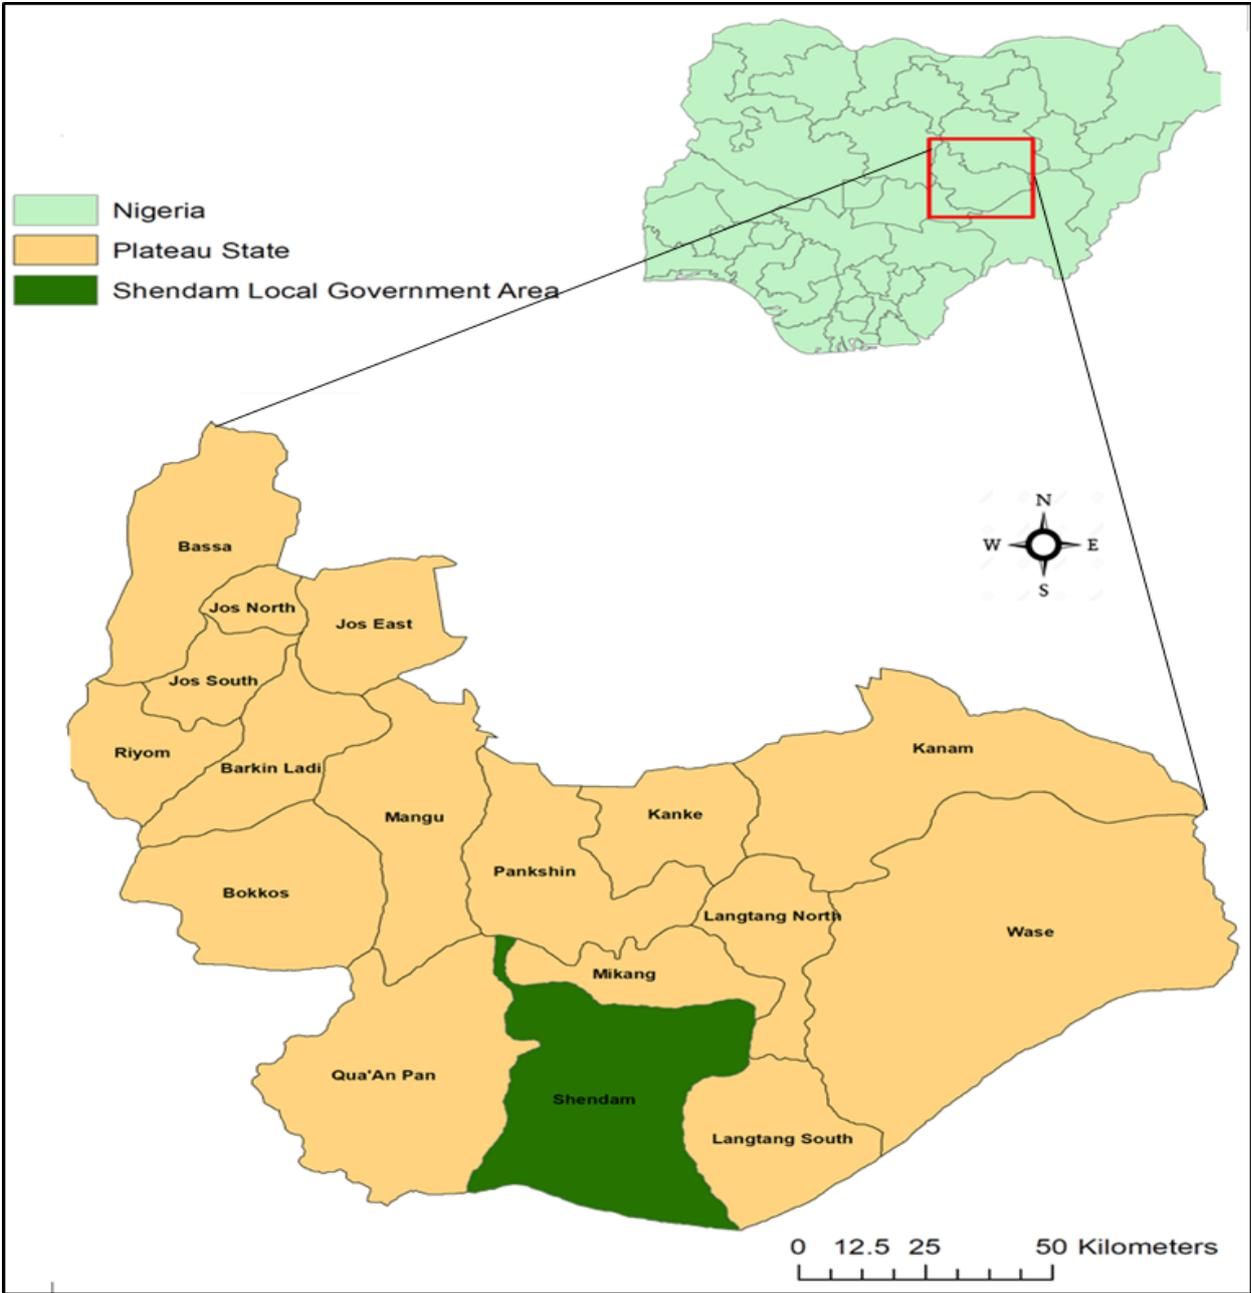 Nigeria
Plateau State
Shendam Local Government Area
N
W E
S
Bassa
Jos North
Jos East
Jos South
Riyom
Barkin Ladi
Kanam
Mangu
Kanke
Pankshin
Bokkos
Langtang North
Wase
Mikang
Qua'An Pan
Shendam
Langtang South
0 12.5 25 50 Kilometers